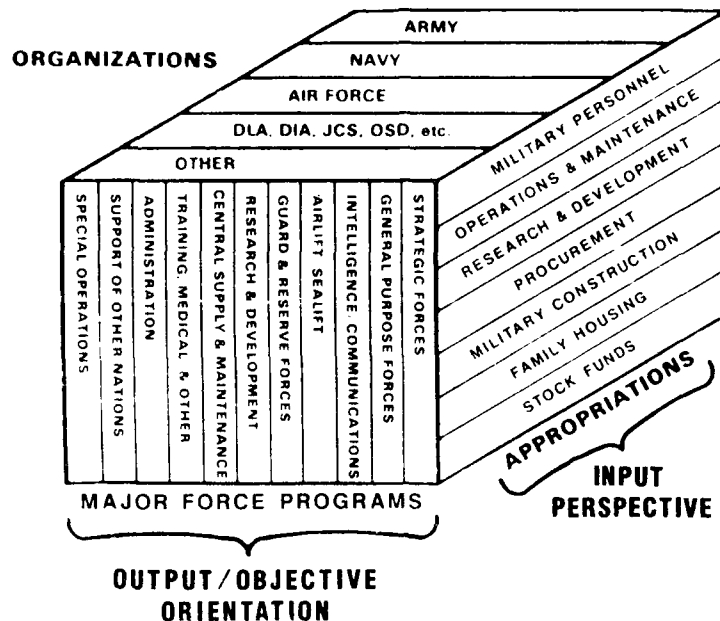 ORGANIZATIONS
ARMY
NAVY
AIR FORCE
DLA, DIA, JCS, OSD, etc.
OTHER
SPECIAL OPERATIONS
SUPPORT OF OTHER NATIONS
ADMINISTRATION
TRAINING, MEDICAL & OTHER
CENTRAL SUPPLY & MAINTENANCE
RESEARCH & DEVELOPMENT
GUARD & RESERVE FORCES
AIRLIFT SEALIFT
INTELLIGENCE, COMMUNICATIONS
GENERAL PURPOSE FORCES
STRATEGIC FORCES
MILITARY PERSONNEL
OPERATIONS & MAINTENANCE
RESEARCH & DEVELOPMENT
PROCUREMENT
MILITARY CONSTRUCTION
FAMILY HOUSING
STOCK FUNDS
APPROPRIATIONS
INPUT
PERSPECTIVE
MAJOR FORCE PROGRAMS
OUTPUT/OBJECTIVE
ORIENTATION